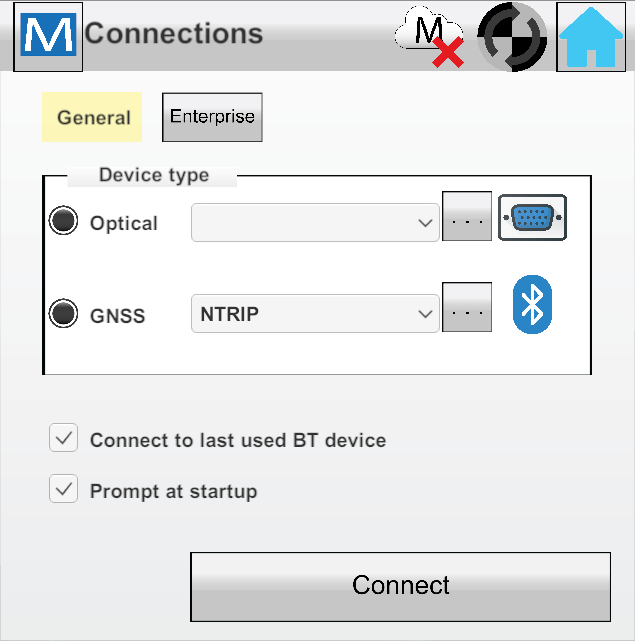 M Connections M
General Enterprise
Device type
Optical ...
GNSS NTRIP ...
Connect to last used BT device
Prompt at startup
Connect